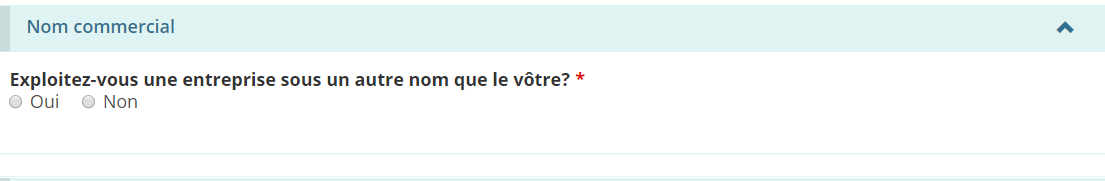 Nom commercial
Exploitez-vous une entreprise sous un autre nom que le vôtre? *
Oui Non